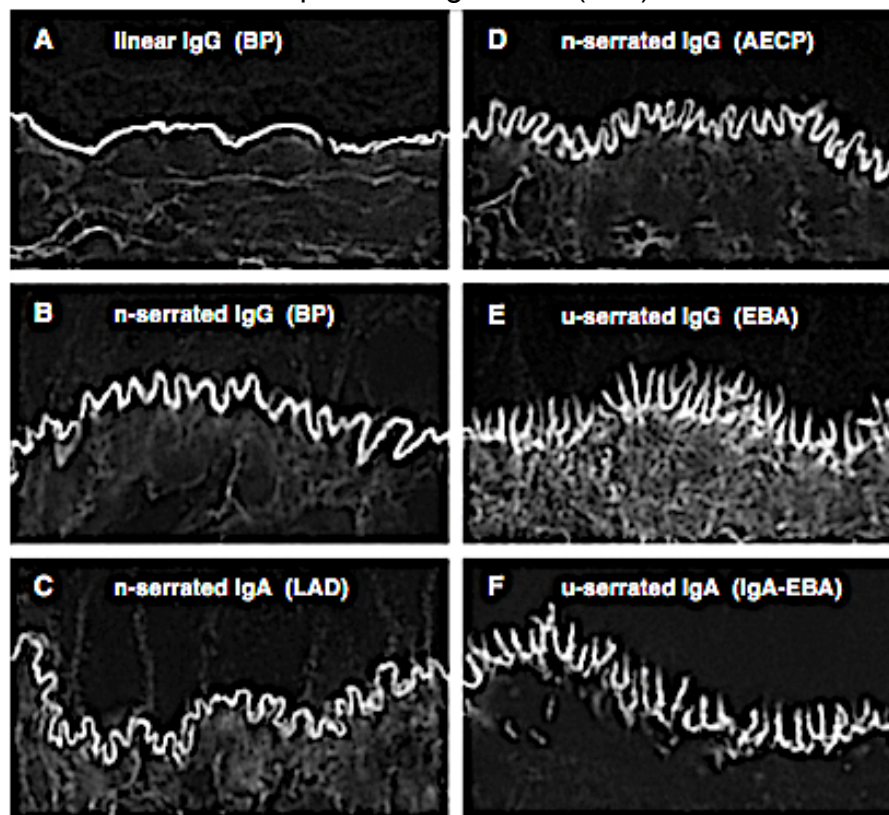 A linear IgG (BP)
D n-serrated IgG (AECP)
B n-serrated IgG (BP)
E u-serrated IgG (EBA)
C n-serrated IgA (LAD)
F u-serrated IgA (IgA-EBA)